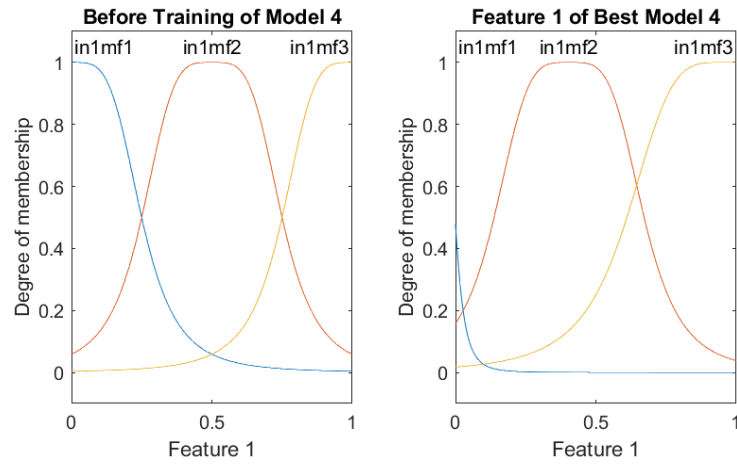 Before Training of Model 4
in1mf1 in1mf2 in1mf3
1
0.8
0.6
0.4
0.2
0
Degree of membership
0 0.5 1
Feature 1
Feature 1 of Best Model 4
in1mf1 in1mf2 in1mf3
1
0.8
0.6
0.4
0.2
0
Degree of membership
0 0.5 1
Feature 1